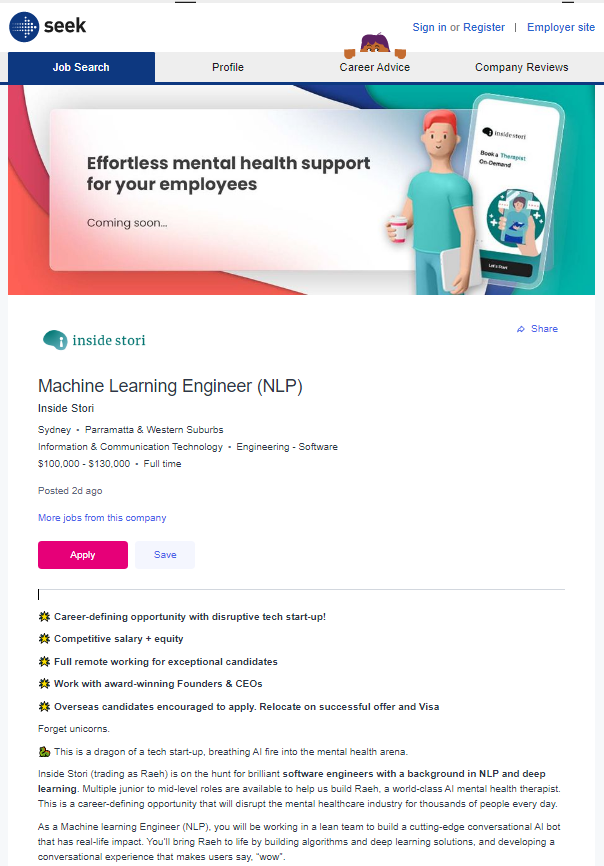 seek
Sign in or Register | Employer site
Job Search
Profile
Career Advice
Company Reviews
Effortless mental health support
for your employees
Coming soon...
inside stori
Book a Therapist
On-Demand
Let's Start
inside stori
Share
Machine Learning Engineer (NLP)
Inside Stori
Sydney • Parramatta & Western Suburbs
Information & Communication Technology • Engineering - Software
$100,000 - $130,000 • Full time
Posted 2d ago
More jobs from this company
Apply
Save
Career-defining opportunity with disruptive tech start-up!
Competitive salary + equity
Full remote working for exceptional candidates
Work with award-winning Founders & CEOs
Overseas candidates encouraged to apply. Relocate on successful offer and Visa
Forget unicorns.
🐉 This is a dragon of a tech start-up, breathing AI fire into the mental health arena.
Inside Stori (trading as Raeh) is on the hunt for brilliant software engineers with a background in NLP and deep
learning. Multiple junior to mid-level roles are available to help us build Raeh, a world-class AI mental health therapist.
This is a career-defining opportunity that will disrupt the mental healthcare industry for thousands of people every day.
As a Machine learning Engineer (NLP), you will be working in a lean team to build a cutting-edge conversational AI bot
that has real-life impact. You'll bring Raeh to life by building algorithms and deep learning solutions, and developing a
conversational experience that makes users say, "wow".